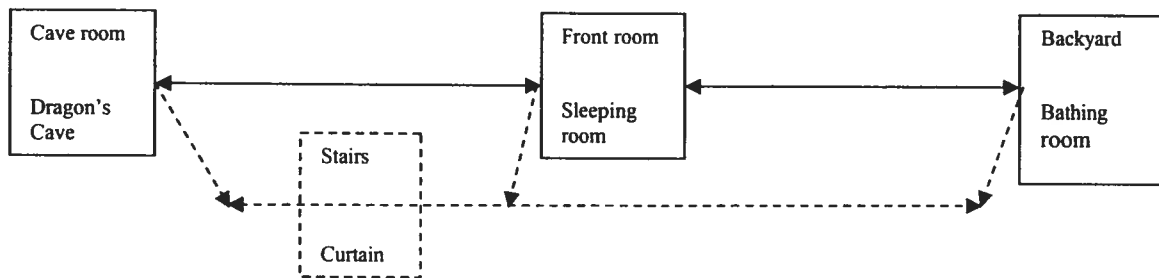 Cave room
Dragon's
Cave
Front room
Sleeping
room
Backyard
Bathing
room
Stairs
Curtain